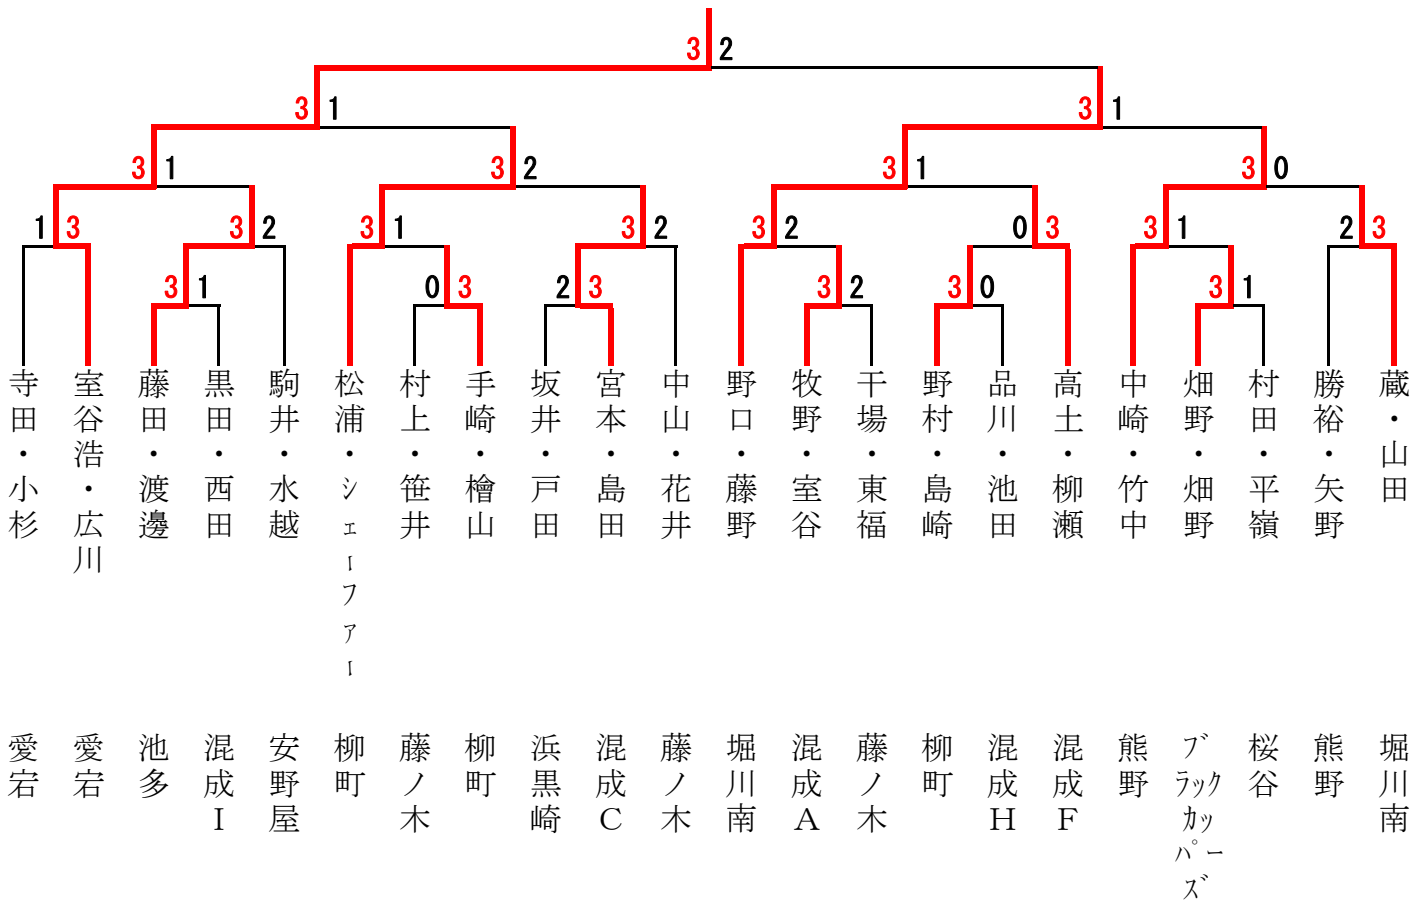 3 2
3 1 3 1
3 1 3 2 3 1 3 0
1 3 3 2 3 1 3 2 3 2 0 3 3 1 2 3
3 1 0 3 2 3 3 2 3 0 3 1
寺田・小杉
室谷浩・広川
藤田・渡邊
黒田・西田
駒井・水越
松浦・シェーファー
村上・笹井
手崎・檜山
坂井・戸田
宮本・島田
中山・花井
野口・藤野
牧野・室谷
干場・東福
野村・島崎
品川・池田
高土・柳瀬
中崎・竹中
畑野・畑野
村田・平嶺
勝裕・矢野
蔵・山田
愛宕
愛宕
池多
混成I
安野屋
柳町
藤ノ木
柳町
浜黒崎
混成C
藤ノ木
堀川南
混成A
藤ノ木
柳町
混成H
混成F
熊野
ブラックカッパーズ
桜谷
熊野
堀川南